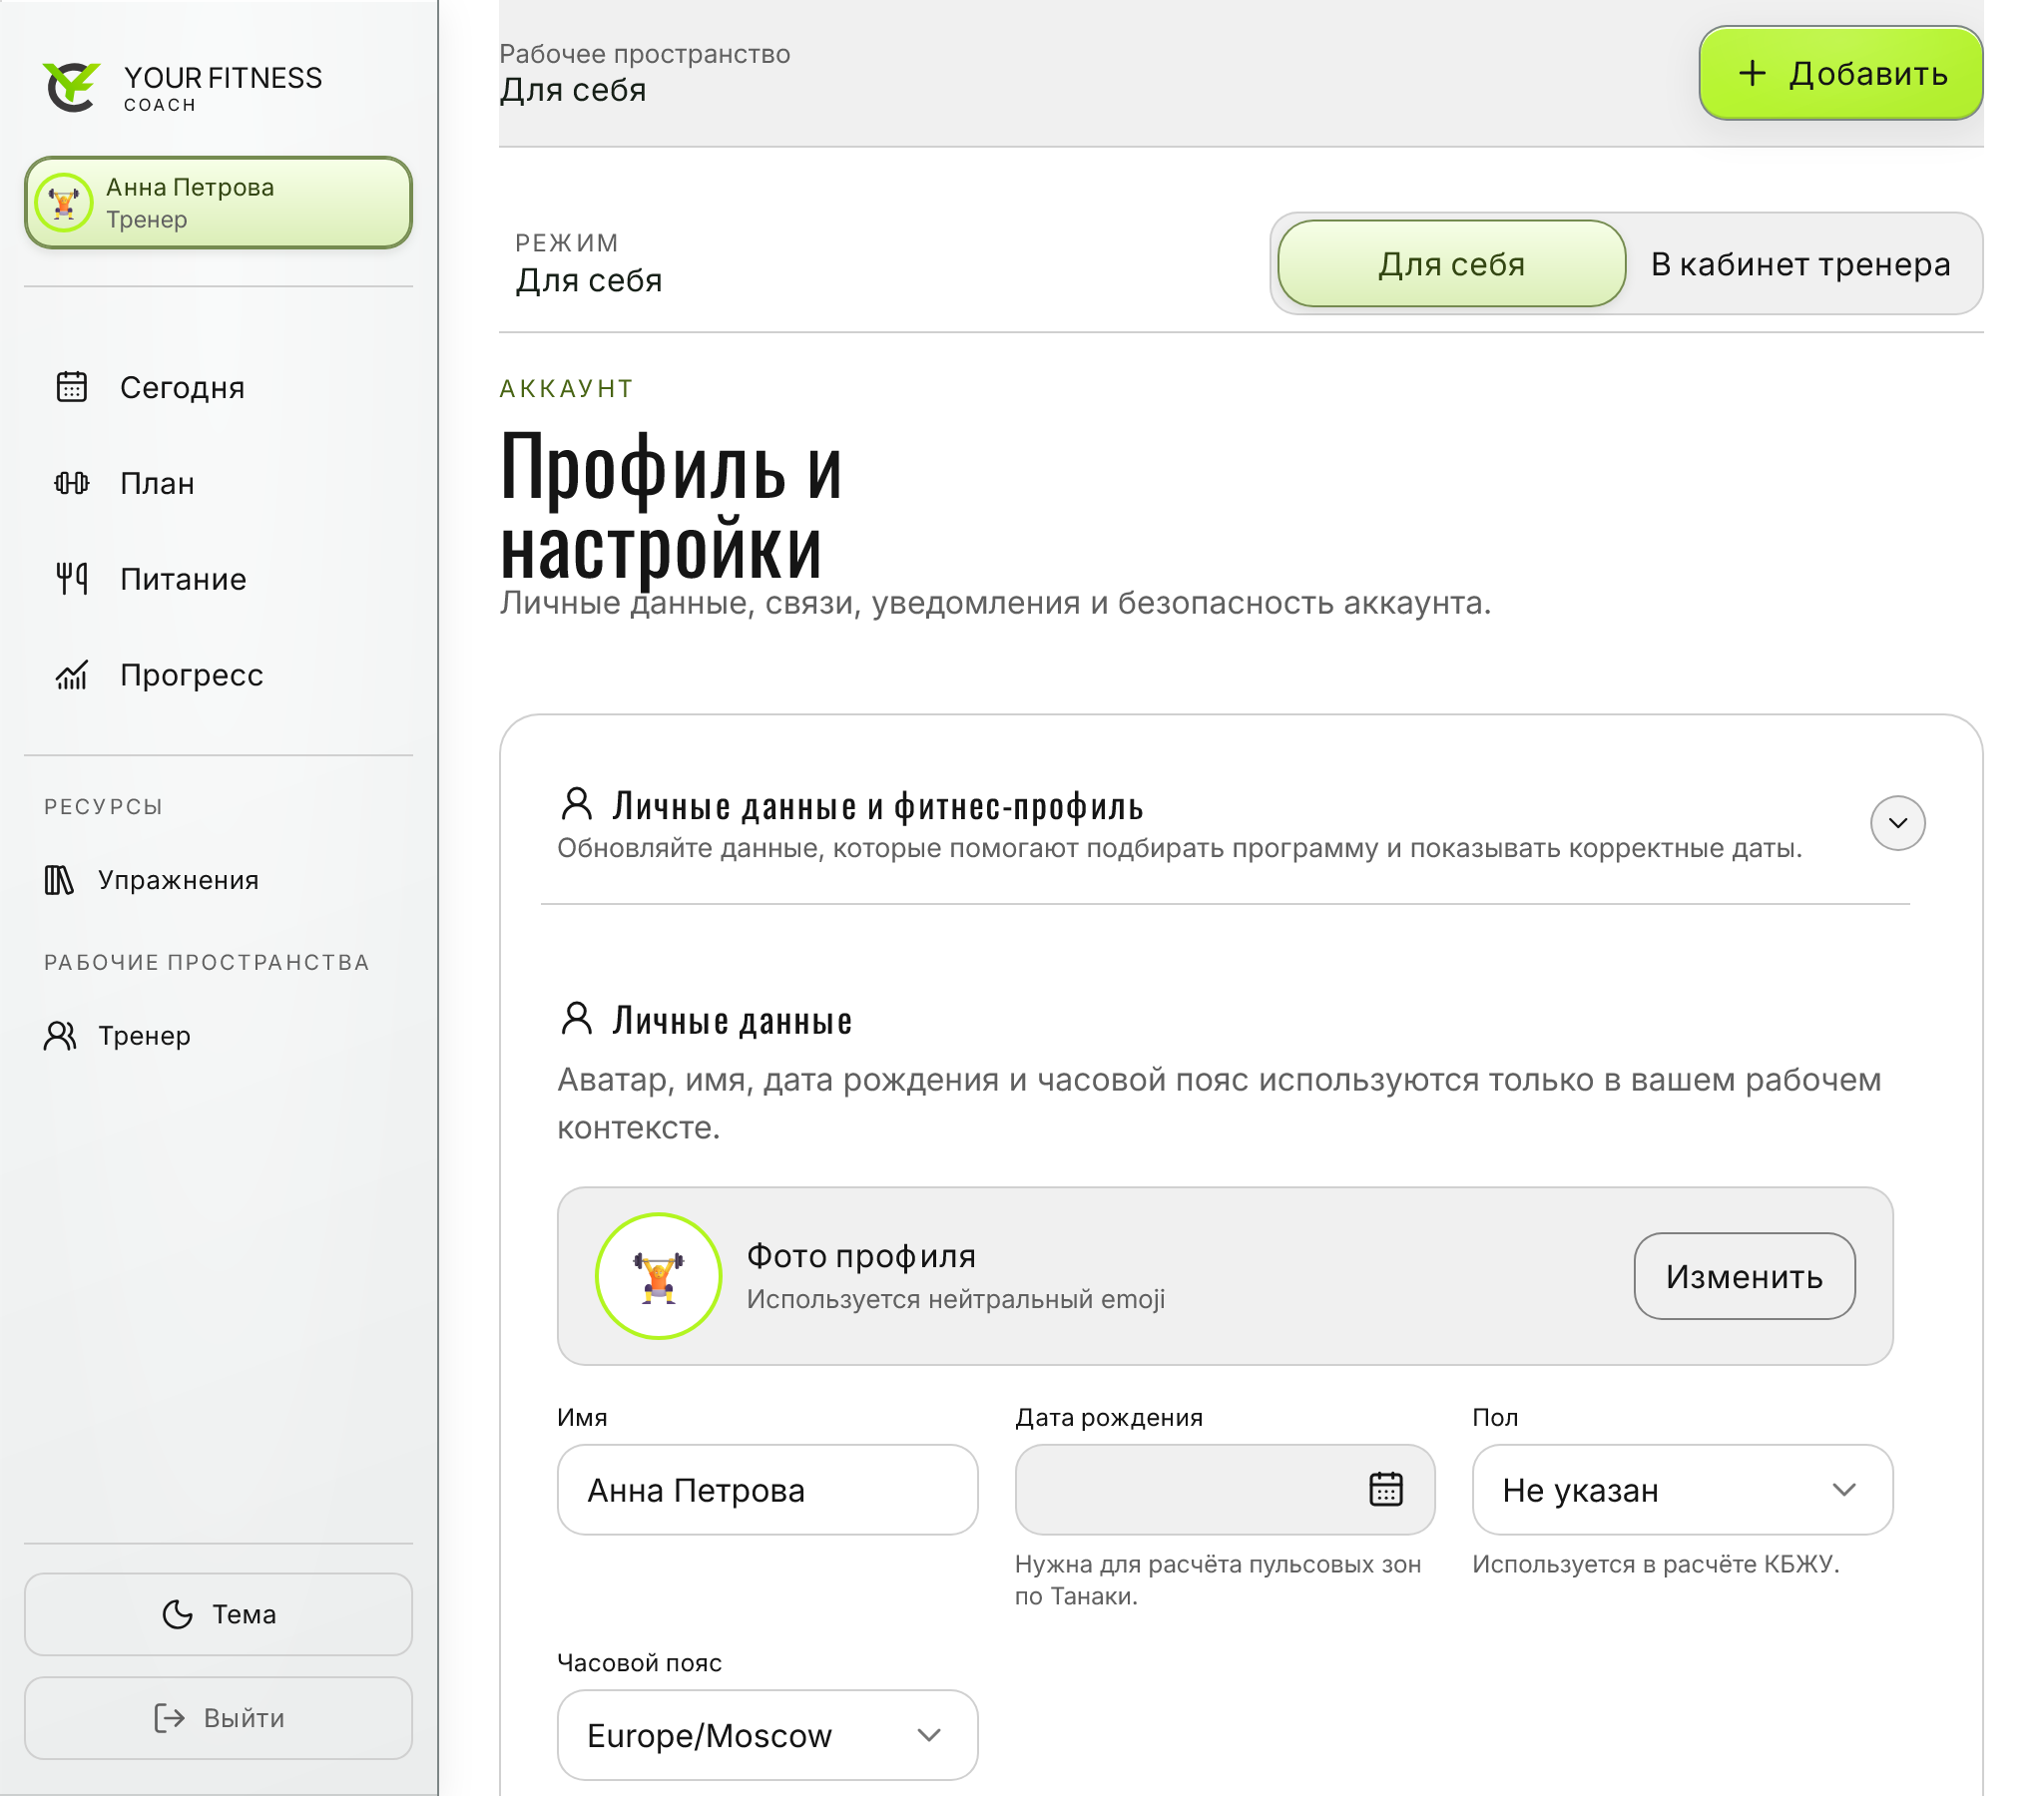 YOUR FITNESS
COACH
Анна Петрова
Тренер
Сегодня
План
Питание
Прогресс
РЕСУРСЫ
Упражнения
РАБОЧИЕ ПРОСТРАНСТВА
Тренер
Тема
Выйти
Рабочее пространство
Для себя
Добавить
РЕЖИМ
Для себя
Для себя
В кабинет тренера
АККАУНТ
Профиль и
настройки
Личные данные, связи, уведомления и безопасность аккаунта.
Личные данные и фитнес-профиль
Обновляйте данные, которые помогают подбирать программу и показывать корректные даты.
Личные данные
Аватар, имя, дата рождения и часовой пояс используются только в вашем рабочем
контексте.
Фото профиля
Используется нейтральный emoji
Изменить
Имя
Анна Петрова
Дата рождения
Нужна для расчёта пульсовых зон
по Танаки.
Пол
Не указан
Используется в расчёте КБЖУ.
Часовой пояс
Europe/Moscow